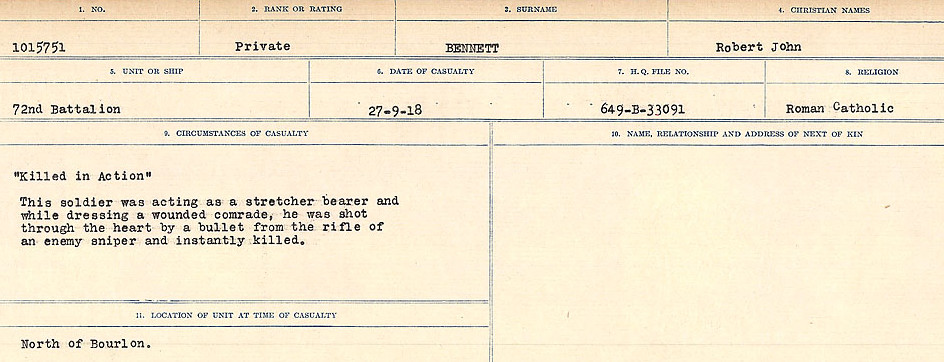 1. NO. 2. RANK OR RATING 3. SURNAME 4. CHRISTIAN NAMES
1015751 Private BENNETT Robert John
5. UNIT OR SHIP 6. DATE OF CASUALTY 7. H.Q. FILE NO. 8. RELIGION
72nd Battalion 27-9-18 649-B-33091 Roman Catholic
9. CIRCUMSTANCES OF CASUALTY 10. NAME, RELATIONSHIP AND ADDRESS OF NEXT OF KIN
"Killed in Action"
This soldier was acting as a stretcher bearer and
while dressing a wounded comrade, he was shot
through the heart by a bullet from the rifle of
an enemy sniper and instantly killed.
11. LOCATION OF UNIT AT TIME OF CASUALTY
North of Bourlon.